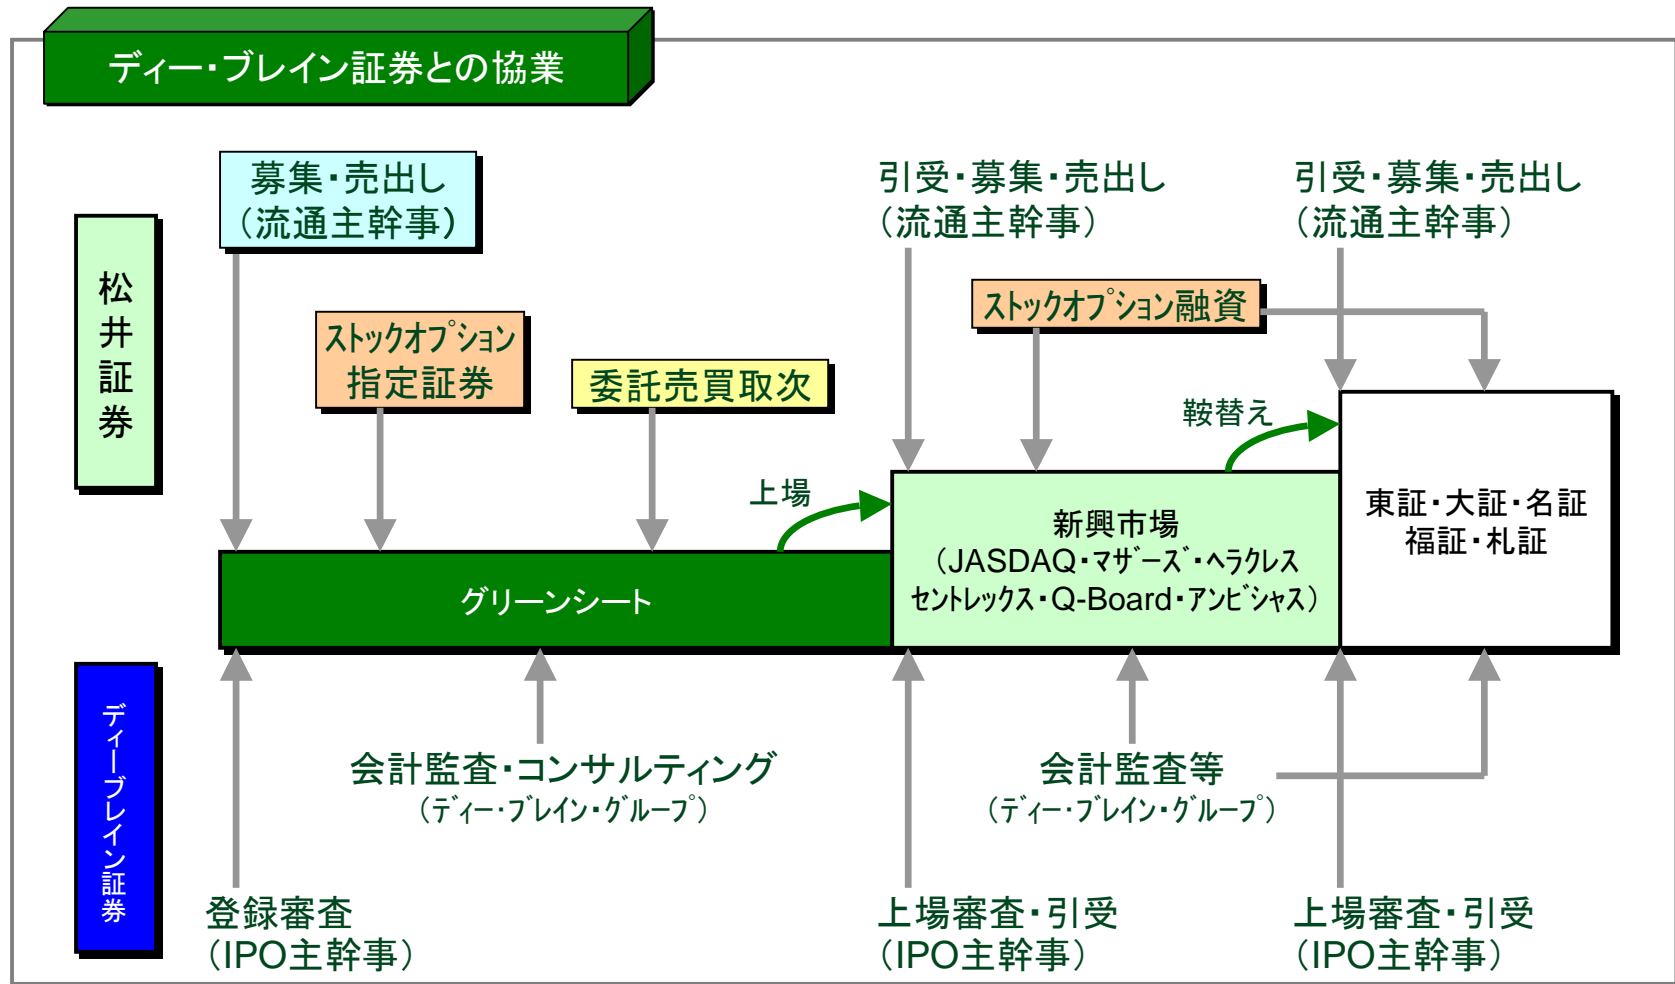 ディー・ブレイン証券との協業
募集・売出し
（流通主幹事）
引受・募集・売出し
（流通主幹事）
引受・募集・売出し
（流通主幹事）
松井証券
ｽﾄｯｸｵﾌﾟｼｮﾝ
指定証券
委託売買取次
ｽﾄｯｸｵﾌﾟｼｮﾝ融資
鞍替え
上場
グリーンシート
新興市場
（JASDAQ・ﾏｻﾞｰｽﾞ・ﾍﾗｸﾚｽ
ｾﾝﾄﾚｯｸｽ・Q-Board・ｱﾝﾋﾞｼｬｽ）
東証・大証・名証
福証・札証
ディーブレイン証券
会計監査・コンサルティング
（ﾃﾞｨｰ・ﾌﾞﾚｲﾝ・ｸﾞﾙｰﾌﾟ）
会計監査等
（ﾃﾞｨｰ・ﾌﾞﾚｲﾝ・ｸﾞﾙｰﾌﾟ）
登録審査
（IPO主幹事）
上場審査・引受
（IPO主幹事）
上場審査・引受
（IPO主幹事）